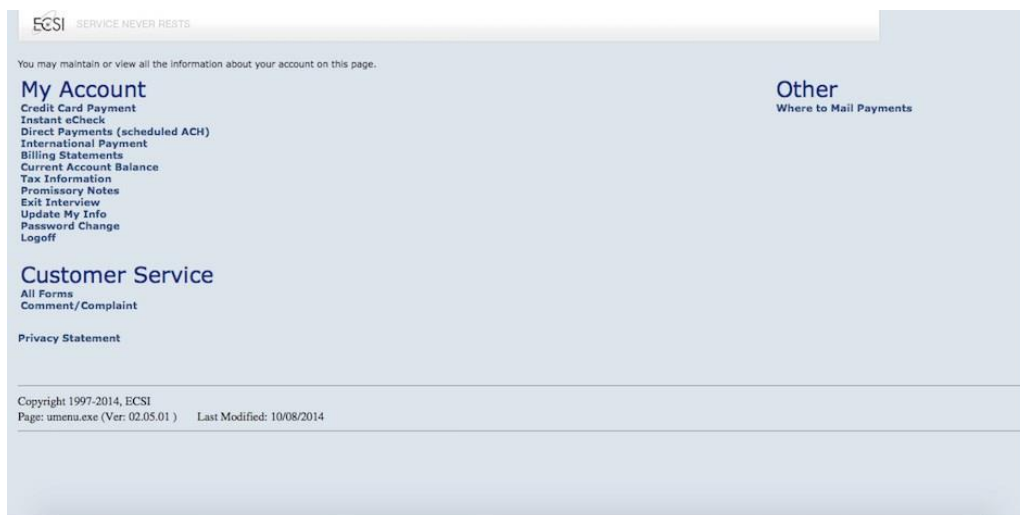 ECSI SERVICE NEVER RESTS
You may maintain or view all the information about your account on this page.
My Account
Credit Card Payment
Instant eCheck
Direct Payments (scheduled ACH)
International Payment
Billing Statements
Current Account Balance
Tax Information
Promissory Notes
Exit Interview
Update My Info
Password Change
Logoff
Other
Where to Mail Payments
Customer Service
All Forms
Comment/Complaint
Privacy Statement
Copyright 1997-2014, ECSI
Page: umenu.exe (Ver: 02.05.01 ) Last Modified: 10/08/2014